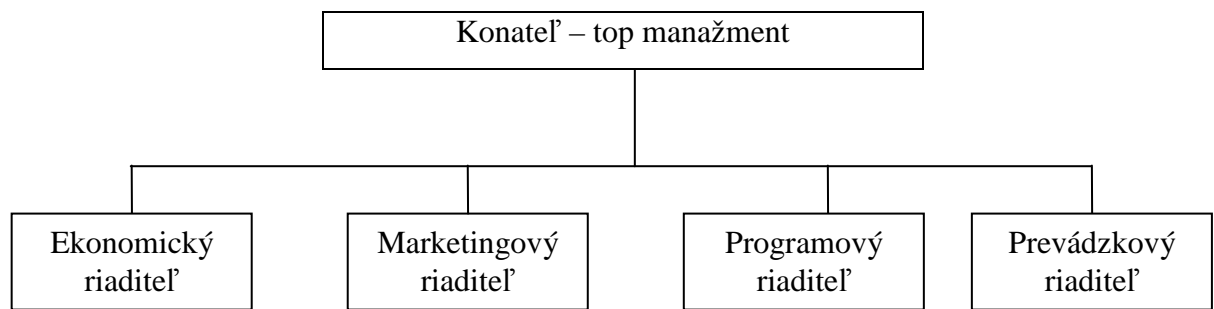 Konateľ – top manažment
Ekonomický
riaditeľ
Marketingový
riaditeľ
Programový
riaditeľ
Prevádzkový
riaditeľ